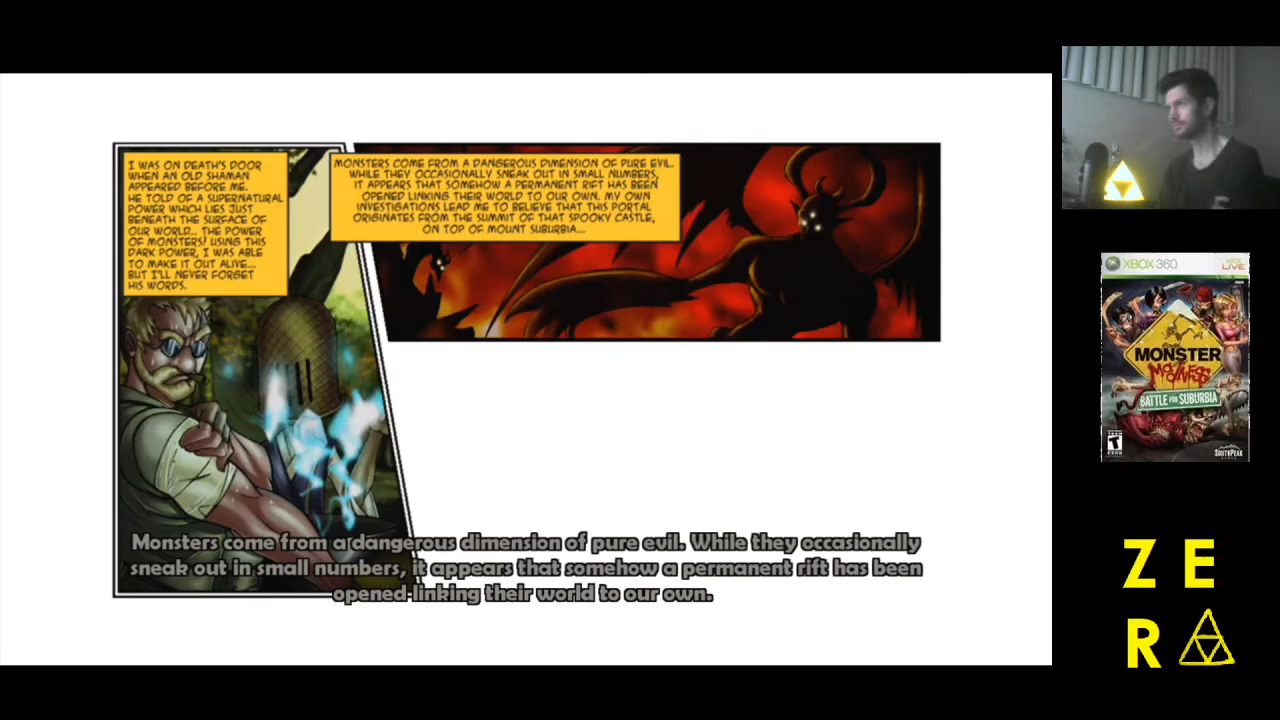 I WAS ON DEATH'S DOOR
WHEN AN OLD SHAMAN
APPEARED BEFORE ME.
HE TOLD OF A SUPERNATURAL
POWER WHICH LIES JUST
BENEATH THE SURFACE OF
OUR WORLD.. THE POWER
OF MONSTERS! USING THIS
DARK POWER, I WAS ABLE
TO MAKE IT OUT ALIVE...
BUT I'LL NEVER FORGET
HIS WORDS.
MONSTERS COME FROM A DANGEROUS DIMENSION OF PURE EVIL.
WHILE THEY OCCASIONALLY SNEAK OUT IN SMALL NUMBERS,
IT APPEARS THAT SOMEHOW A PERMANENT RIFT HAS BEEN
OPENED LINKING THEIR WORLD TO OUR OWN. MY OWN
INVESTIGATIONS LEAD ME TO BELIEVE THAT THIS PORTAL
ORIGINATES FROM THE SUMMIT OF THAT SPOOKY CASTLE,
ON TOP OF MOUNT SUBURBIA...
Monsters come from a dangerous dimension of pure evil. While they occasionally
sneak out in small numbers, it appears that somehow a permanent rift has been
opened linking their world to our own.
XBOX 360
XBOX
LIVE
MONSTER
MADNESS
BATTLE FOR SUBURBIA
TEEN
T
SOUTHPEAK
Z E
R